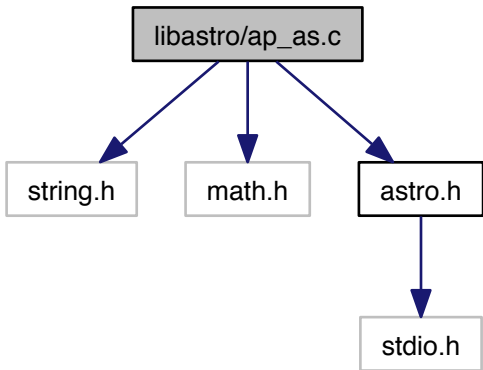 libastro/ap_as.c
string.h
math.h
astro.h
stdio.h